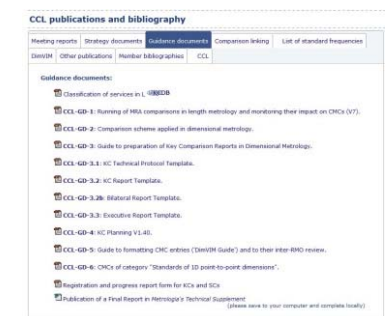 CCL publications and bibliography
Meeting reports Strategy documents Guidance documents Comparison linking List of standard frequencies
DimVIM Other publications Member bibliographies CCL
Guidance documents:
Classification of services in L
CCL-GD-1: Running of MRA comparisons in length metrology and monitoring their impact on CMCs (V7).
CCL-GD-2: Comparison scheme applied in dimensional metrology.
CCL-GD-3: Guide to preparation of Key Comparison Reports in Dimensional Metrology.
CCL-GD-3.1: KC Technical Protocol Template.
CCL-GD-3.2: KC Report Template.
CCL-GD-3.2b: Bilateral Report Template.
CCL-GD-3.3: Executive Report Template.
CCL-GD-4: KC Planning V1.40.
CCL-GD-5: Guide to formatting CMC entries ('DimVIM Guide') and to their inter-RMO review.
CCL-GD-6: CMCs of category "Standards of 1D point-to-point dimensions".
Registration and progress report form for KCs and SCs
Publication of a Final Report in Metrologia's Technical Supplement
(please save to your computer and complete locally)